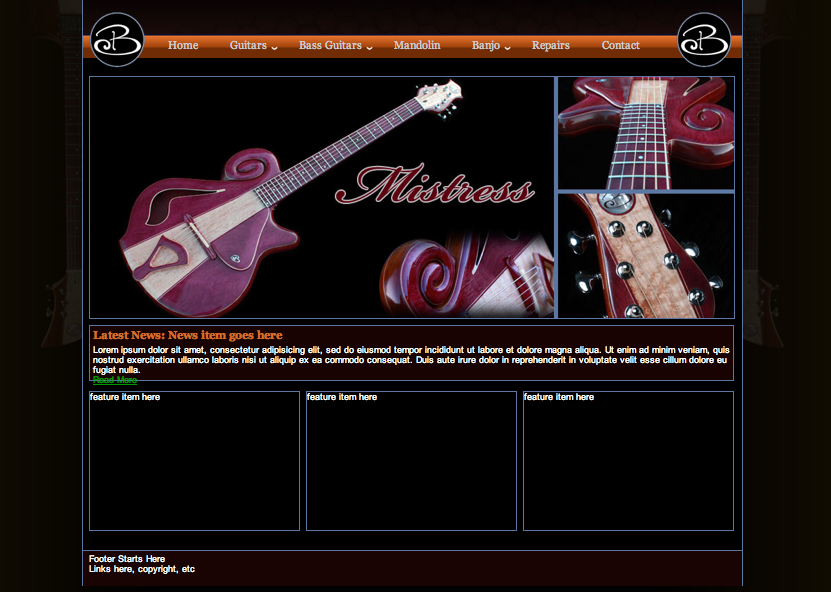 Home Guitars Bass Guitars Mandolin Banjo Repairs Contact
Mistress
Latest News: News item goes here
Lorem ipsum dolor sit amet, consectetur adipisicing elit, sed do eiusmod tempor incididunt ut labore et dolore magna aliqua. Ut enim ad minim veniam, quis
nostrud exercitation ullamco laboris nisi ut aliquip ex ea commodo consequat. Duis aute irure dolor in reprehenderit in voluptate velit esse cillum dolore eu
fugiat nulla.
Read More
feature item here
feature item here
feature item here
Footer Starts Here
Links here, copyright, etc